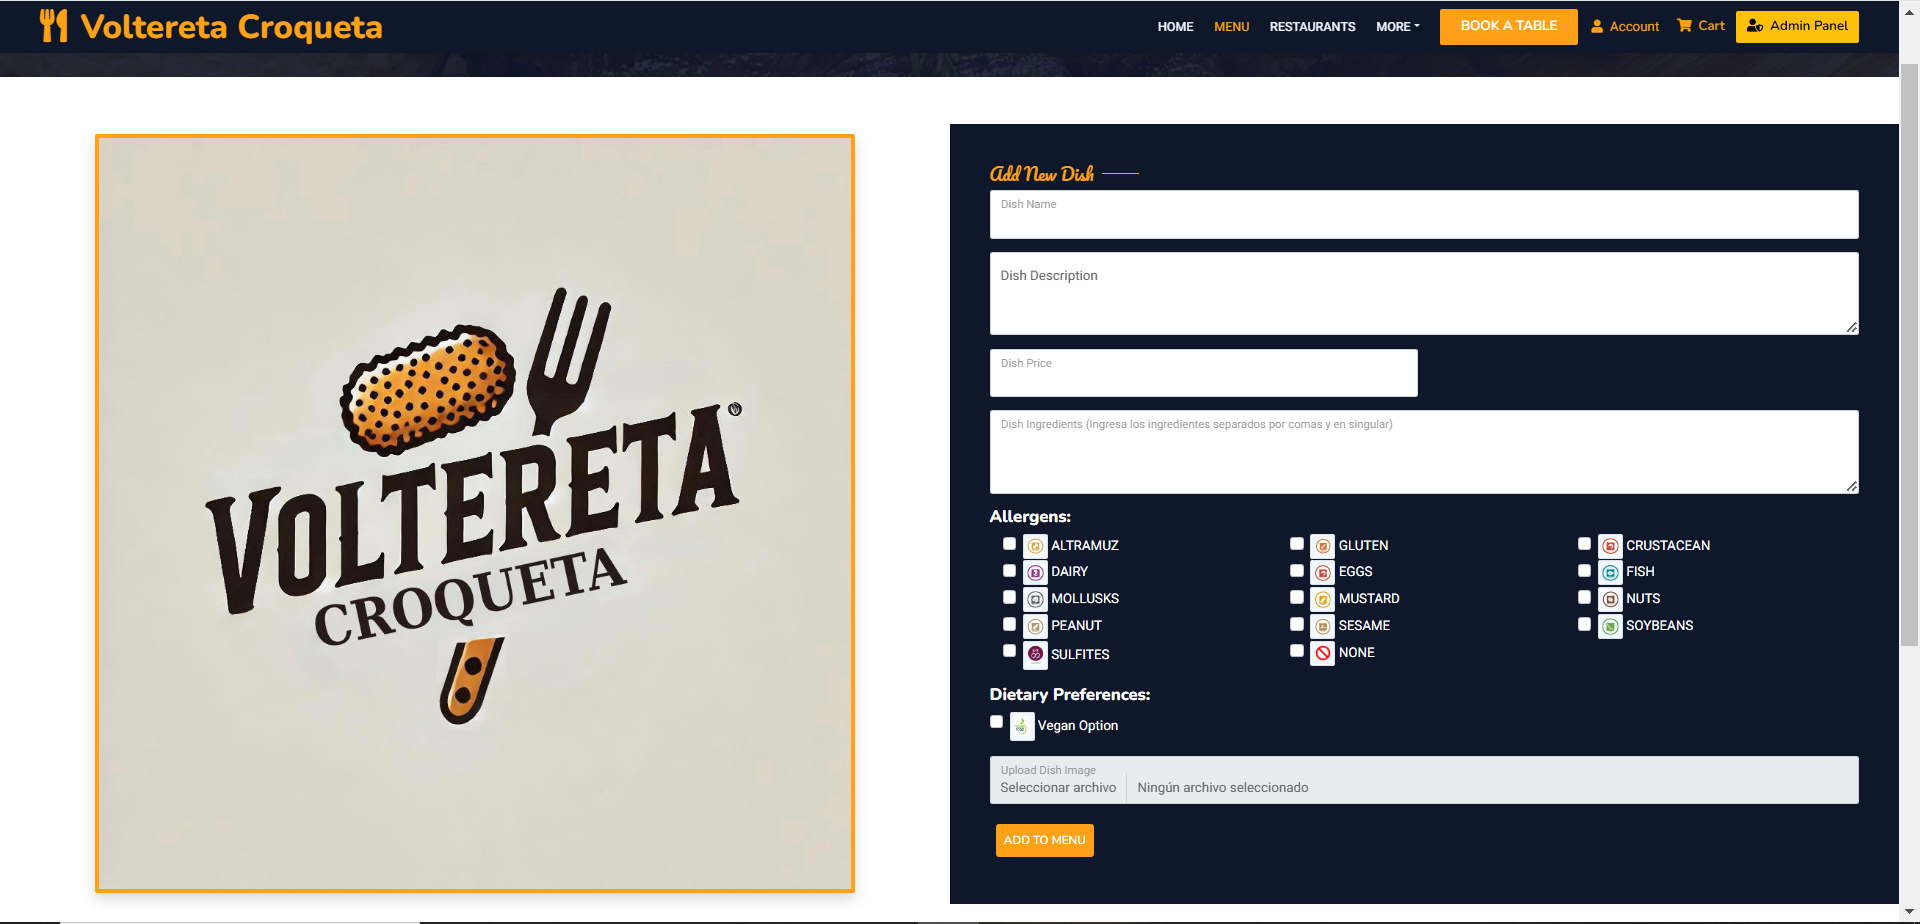 Voltereta Croqueta
HOME MENU RESTAURANTS MORE BOOK A TABLE Account Cart Admin Panel
VOLTERETA
CROQUETA
Add New Dish
Dish Name
Dish Description
Dish Price
Dish Ingredients (Ingresa los ingredientes separados por comas y en singular)
Allergens:
ALTRAMUZ GLUTEN CRUSTACEAN
DAIRY EGGS FISH
MOLLUSKS MUSTARD NUTS
PEANUT SESAME SOYBEANS
SULFITES NONE
Dietary Preferences:
Vegan Option
Upload Dish Image
Seleccionar archivo Ningún archivo seleccionado
ADD TO MENU